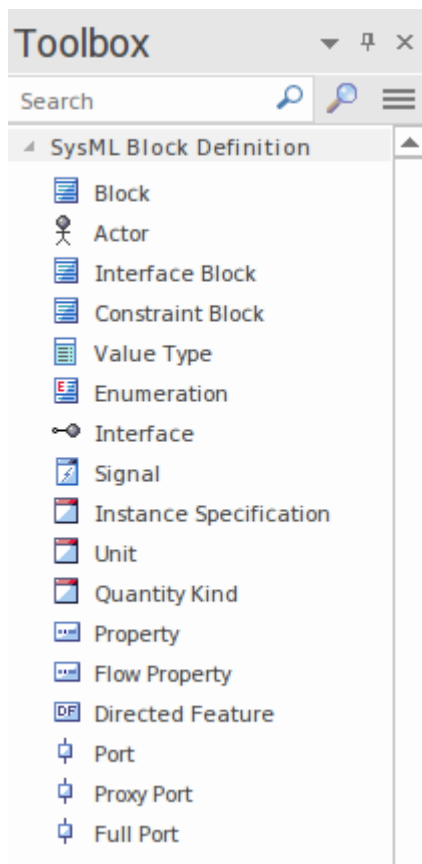 Toolbox
Search
SysML Block Definition
Block
Actor
Interface Block
Constraint Block
Value Type
Enumeration
Interface
Signal
Instance Specification
Unit
Quantity Kind
Property
Flow Property
DF Directed Feature
Port
Proxy Port
Full Port